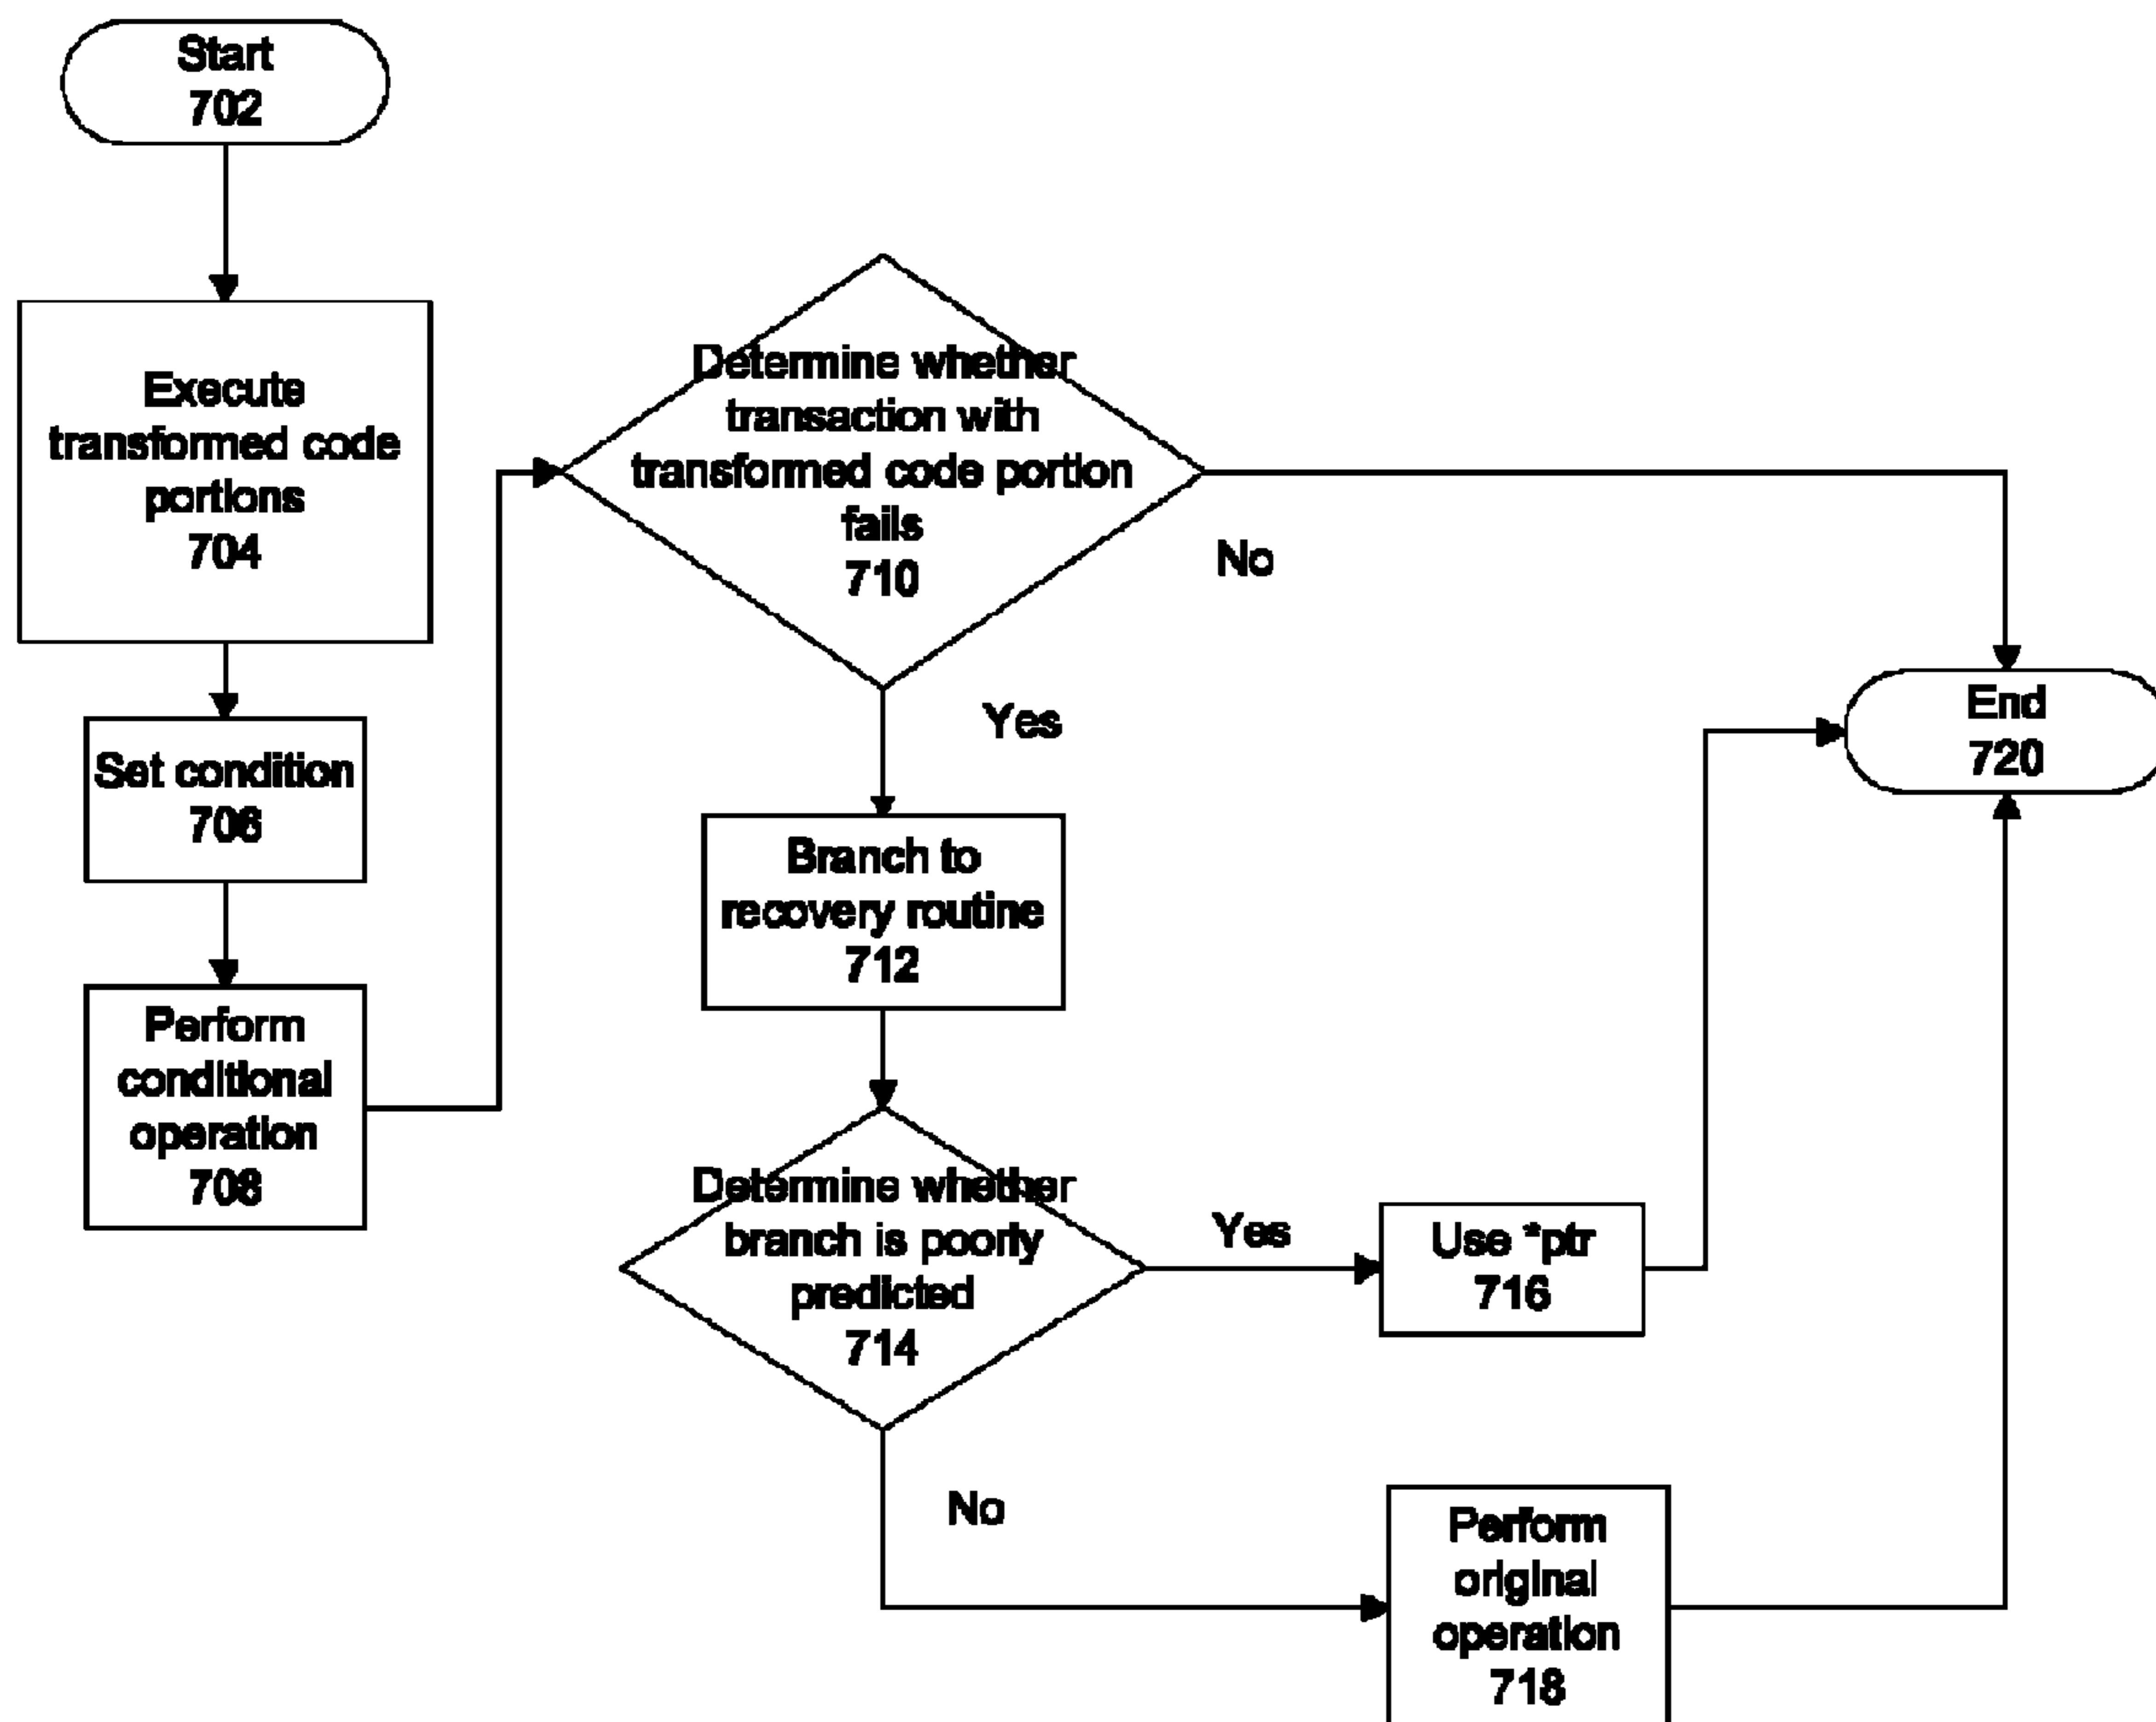 Start
702
Execute
transformed code
portions
704
Set condition
706
Perform
conditional
operation
708
Determine whether
transaction with
transformed code portion
fails
710
No
Yes
Branch to
recovery routine
712
Determine whether
branch is poorly
predicted
714
Yes
No
Use *ptr
716
Perform
original
operation
718
End
720